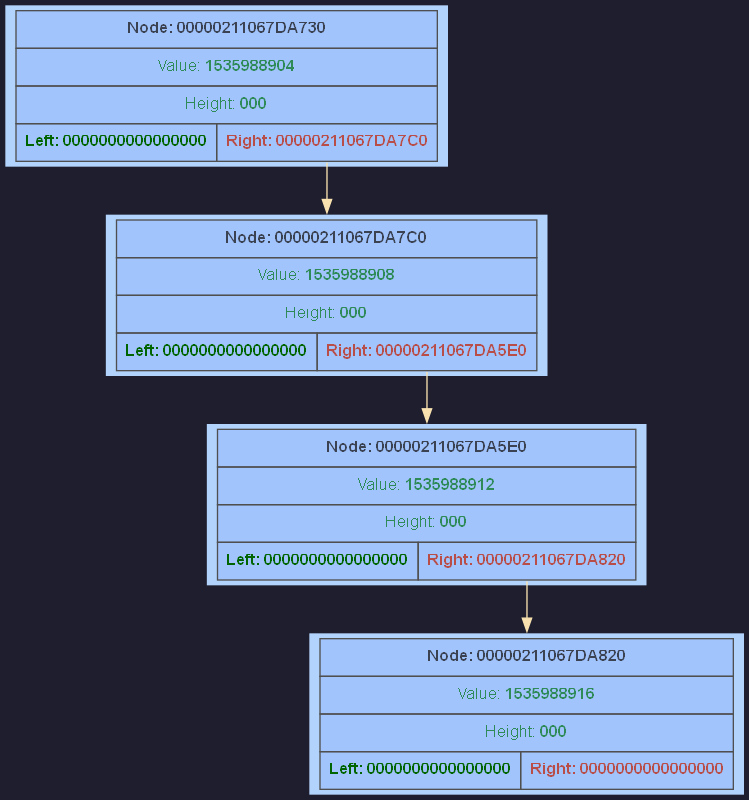 Node: 00000211067DA730
Value: 1535988904
Height: 000
Left: 0000000000000000 Right: 00000211067DA7C0
Node: 00000211067DA7C0
Value: 1535988908
Height: 000
Left: 0000000000000000 Right: 00000211067DA5E0
Node: 00000211067DA5E0
Value: 1535988912
Height: 000
Left: 0000000000000000 Right: 00000211067DA820
Node: 00000211067DA820
Value: 1535988916
Height: 000
Left: 0000000000000000 Right: 0000000000000000